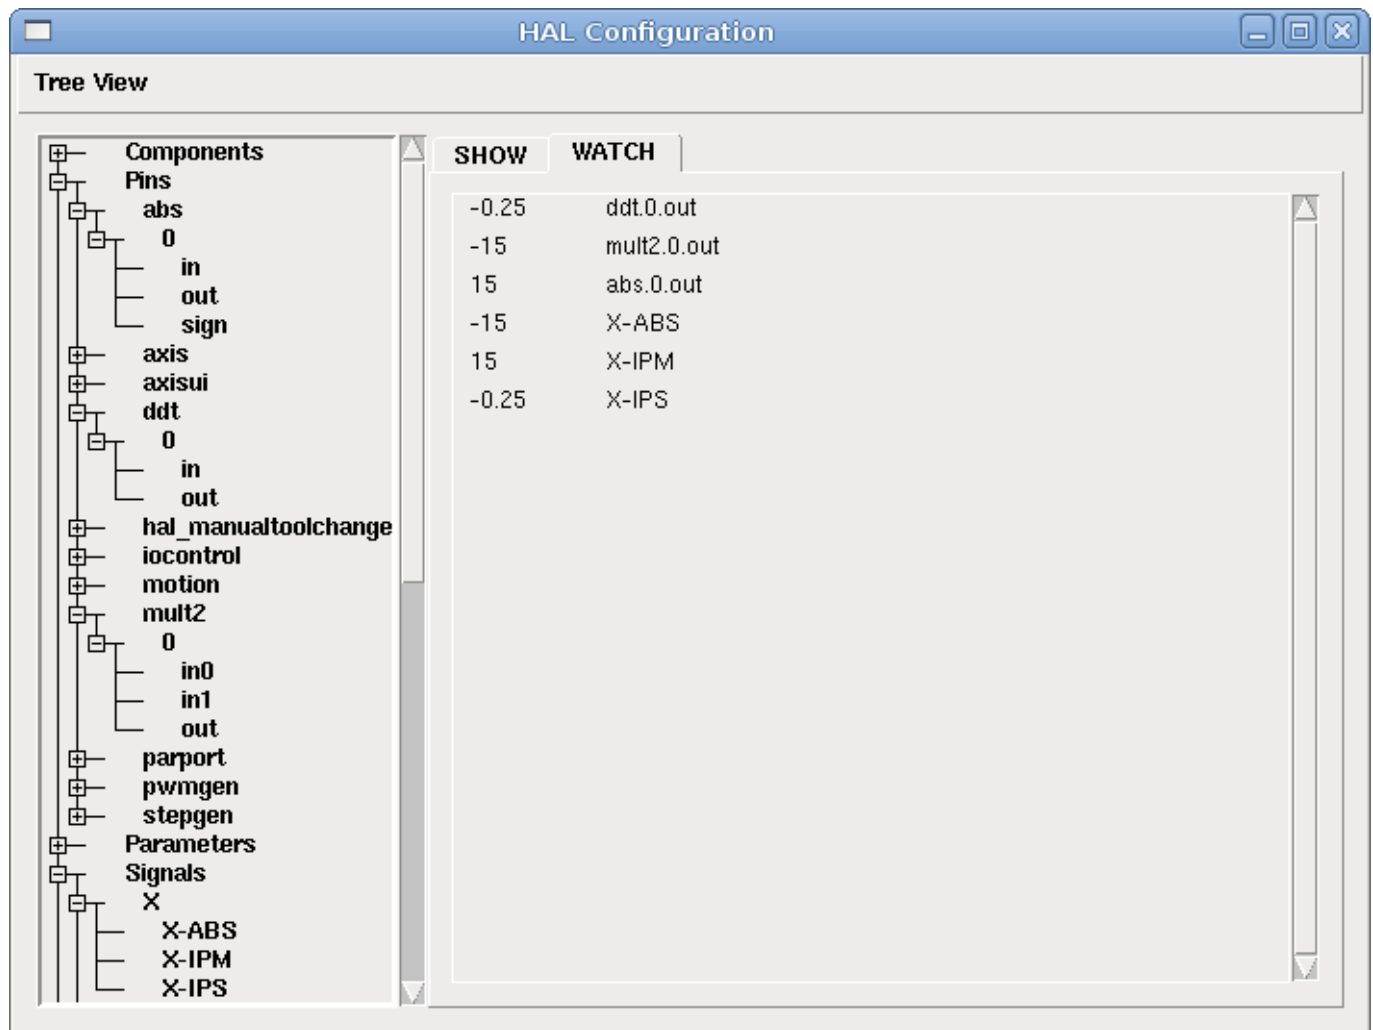 HAL Configuration
Tree View
Components
Pins
abs
0
in
out
sign
axis
axisui
ddt
0
in
out
hal_manualtoolchange
iocontrol
motion
mult2
0
in0
in1
out
parport
pwmgen
stepgen
Parameters
Signals
X
X-ABS
X-IPM
X-IPS
SHOW WATCH
-0.25 ddt.0.out
-15 mult2.0.out
15 abs.0.out
-15 X-ABS
15 X-IPM
-0.25 X-IPS